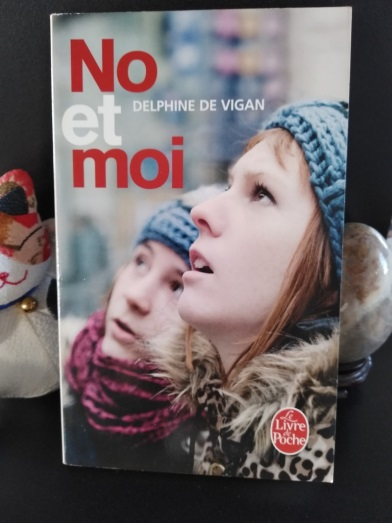 No
et
DELPHINE DE VIGAN
moi
Le
Livre
de
Poche